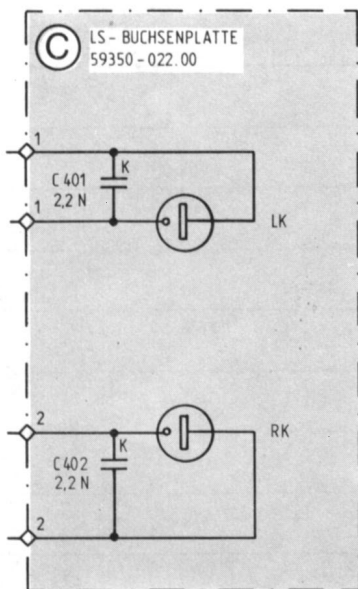 C
LS - BUCHSENPLATTE
59350 - 022.00
1
K
C 401
2,2 N
1
LK
2
RK
K
C 402
2,2 N
2